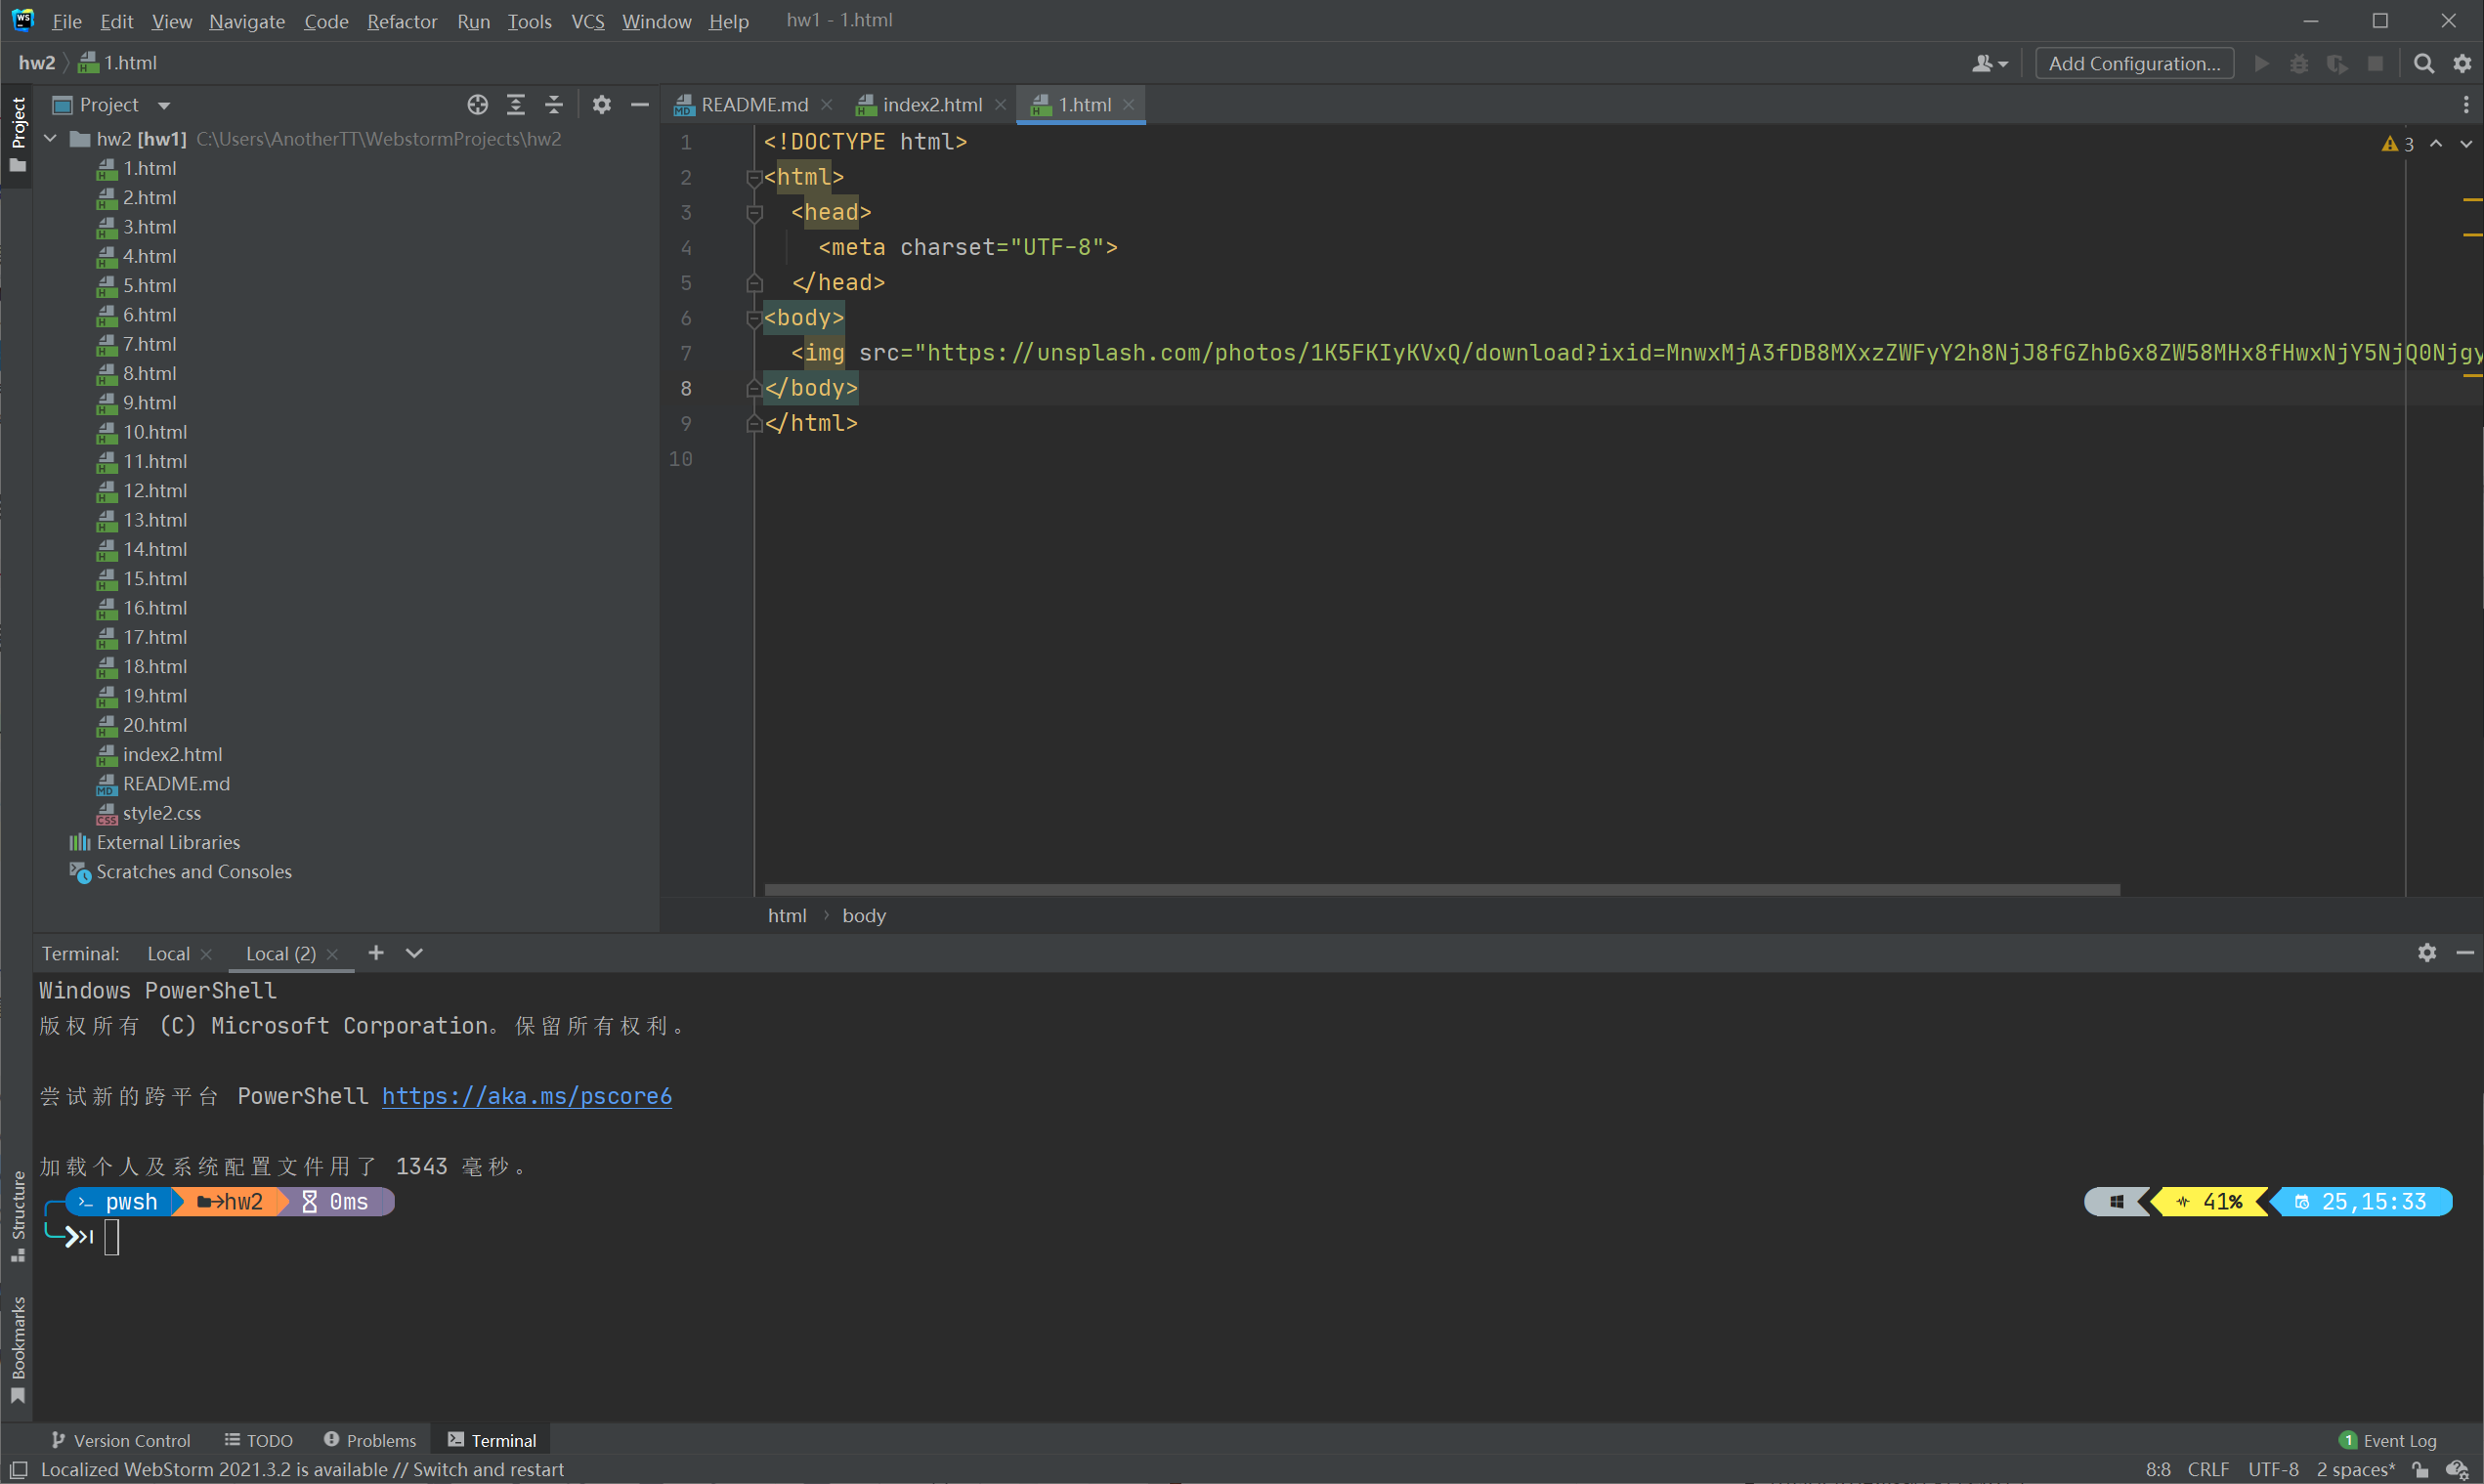 File Edit View Navigate Code Refactor Run Tools VCS Window Help hw1 - 1.html
hw2 1.html Add Configuration...
Project
Project
README.md index2.html 1.html
hw2 [hw1] C:\Users\AnotherTT\WebstormProjects\hw2
1.html
2.html
3.html
4.html
5.html
6.html
7.html
8.html
9.html
10.html
11.html
12.html
13.html
14.html
15.html
16.html
17.html
18.html
19.html
20.html
index2.html
README.md
style2.css
External Libraries
Scratches and Consoles
3
1 <!DOCTYPE html>
2 <html>
3 <head>
4 <meta charset="UTF-8">
5 </head>
6 <body>
7 <img src="https://unsplash.com/photos/1K5FKIyKVxQ/download?ixid=MnwxMjA3fDB8MXxzZWFyY2h8NjJ8fGZhbGx8ZW58MHx8fHwxNjY5NjQ0Njgy
8 </body>
9 </html>
10
html › body
Terminal: Local Local (2)
Windows PowerShell
版权所有 (C) Microsoft Corporation。保留所有权利。
尝试新的跨平台 PowerShell https://aka.ms/pscore6
加载个人及系统配置文件用了 1343 毫秒。
pwsh hw2 0ms 41% 25,15:33
Structure
Bookmarks
Version Control TODO Problems Terminal 1 Event Log
Localized WebStorm 2021.3.2 is available // Switch and restart 8:8 CRLF UTF-8 2 spaces*